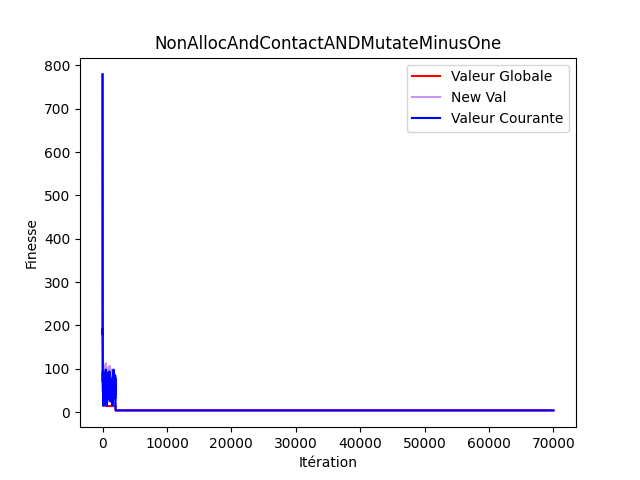 NonAllocAndContactANDMutateMinusOne
800
700
600
500
400
300
200
100
0
Finesse
Valeur Globale
New Val
Valeur Courante
0 10000 20000 30000 40000 50000 60000 70000
Itération